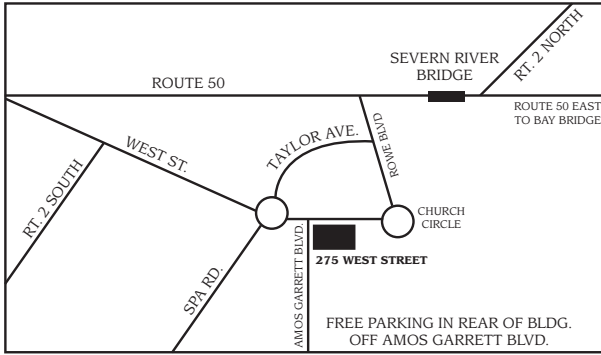 SEVERN RIVER
BRIDGE
RT. 2 NORTH
ROUTE 50
ROUTE 50 EAST
TO BAY BRIDGE
WEST ST.
TAYLOR AVE.
ROWE BLVD
RT. 2 SOUTH
CHURCH
CIRCLE
SPA RD.
AMOS GARRETT BLVD.
275 WEST STREET
FREE PARKING IN REAR OF BLDG.
OFF AMOS GARRETT BLVD.